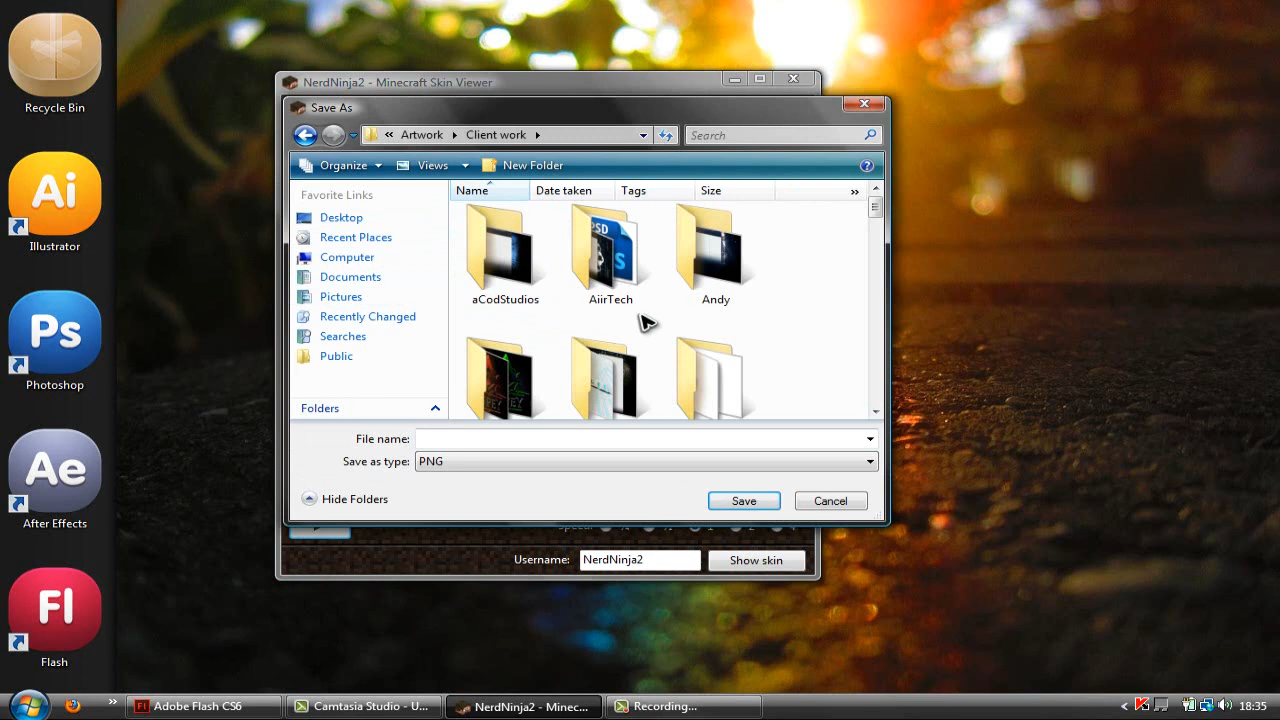 Recycle Bin
Ai
Illustrator
Ps
Photoshop
Ae
After Effects
Fl
Flash
NerdNinja2 - Minecraft Skin Viewer
Save As
« Artwork Client work
Search
Organize Views New Folder
Favorite Links
Desktop
Recent Places
Computer
Documents
Pictures
Recently Changed
Searches
Public
Folders
Name Date taken Tags Size »
PSD
aCodStudios AiirTech Andy
File name:
Save as type: PNG
Hide Folders
Save Cancel
Username: NerdNinja2 Show skin
» Fl Adobe Flash CS6 Camtasia Studio - U... NerdNinja2 - Minec... Recording... 18:35